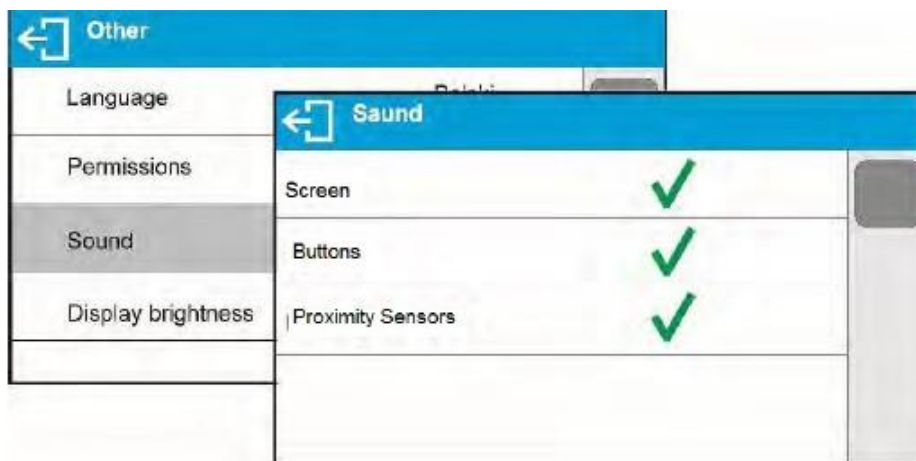 Other
Language
Permissions
Sound
Display brightness
Saund
Screen
Buttons
Proximity Sensors